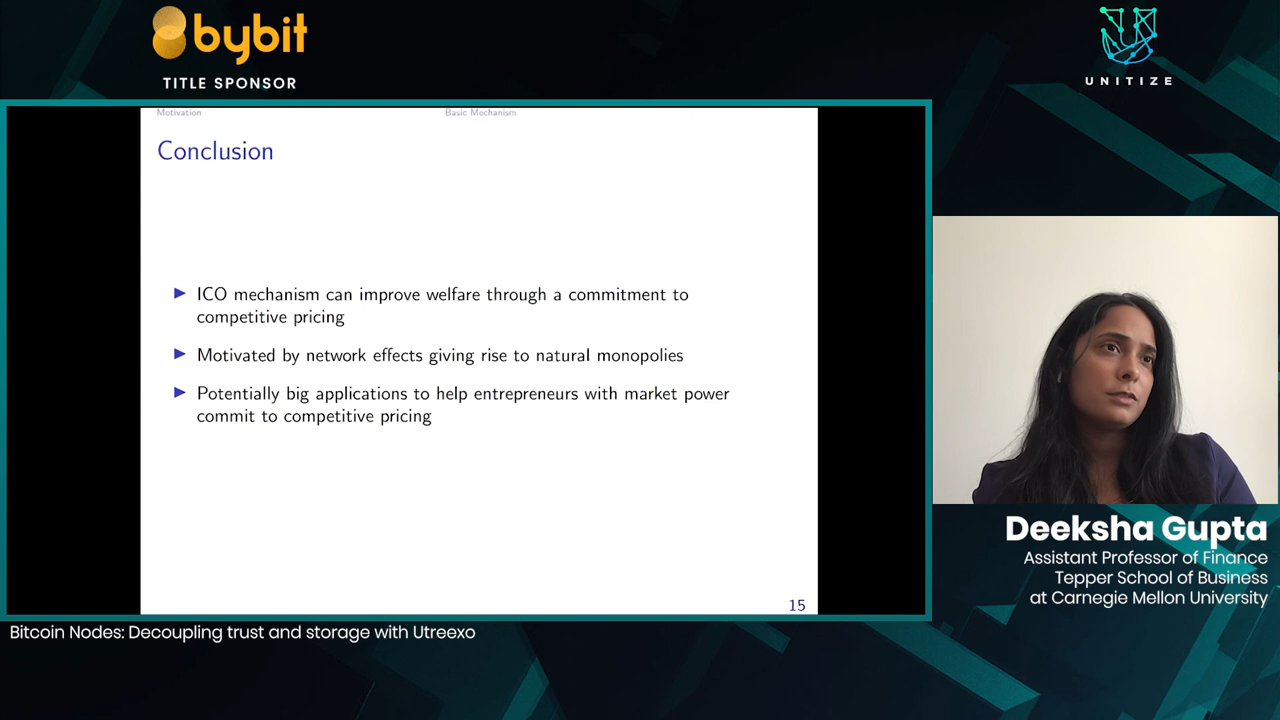 bybit
TITLE SPONSOR
UNITIZE
Motivation
Basic Mechanism
Conclusion
ICO mechanism can improve welfare through a commitment to
competitive pricing
Motivated by network effects giving rise to natural monopolies
Potentially big applications to help entrepreneurs with market power
commit to competitive pricing
15
Deeksha Gupta
Assistant Professor of Finance
Tepper School of Business
at Carnegie Mellon University
Bitcoin Nodes: Decoupling trust and storage with Utreexo